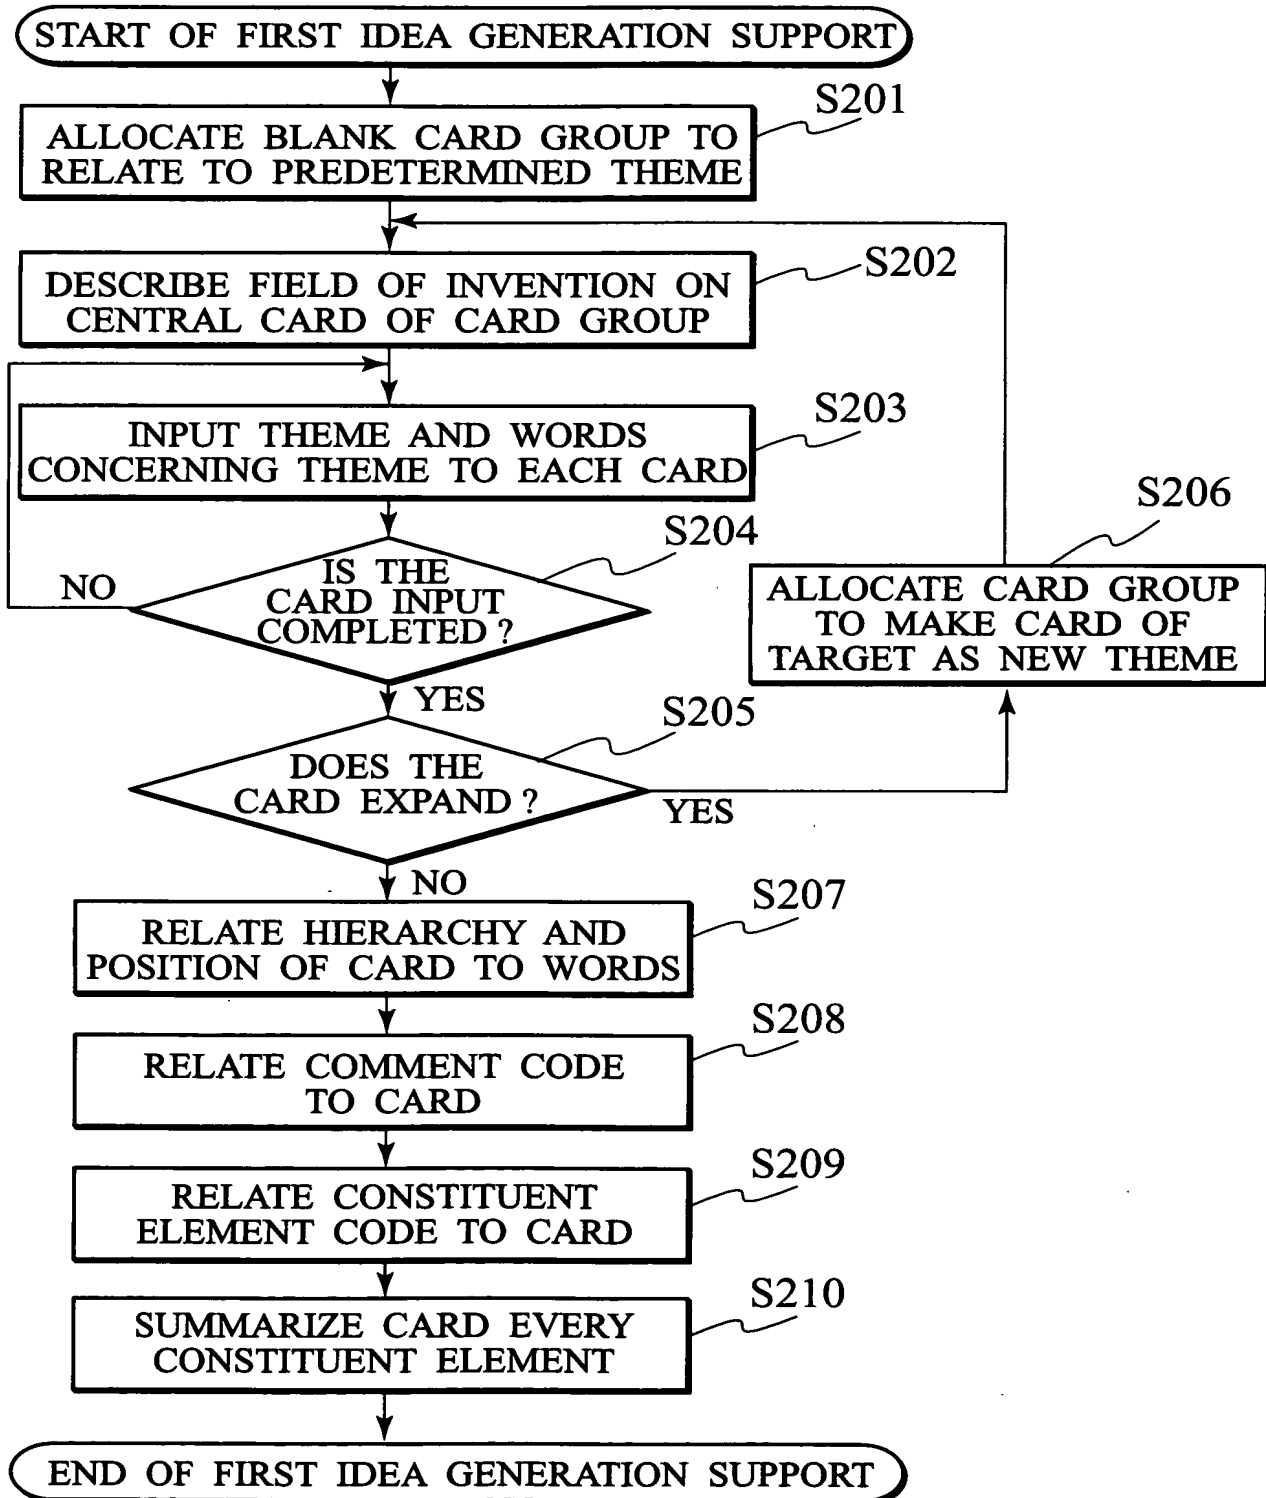 START OF FIRST IDEA GENERATION SUPPORT
S201
ALLOCATE BLANK CARD GROUP TO
RELATE TO PREDETERMINED THEME
S202
DESCRIBE FIELD OF INVENTION ON
CENTRAL CARD OF CARD GROUP
S203
INPUT THEME AND WORDS
CONCERNING THEME TO EACH CARD
S204
IS THE
CARD INPUT
COMPLETED?
NO
YES
S206
ALLOCATE CARD GROUP
TO MAKE CARD OF
TARGET AS NEW THEME
S205
DOES THE
CARD EXPAND?
YES
NO
S207
RELATE HIERARCHY AND
POSITION OF CARD TO WORDS
S208
RELATE COMMENT CODE
TO CARD
S209
RELATE CONSTITUENT
ELEMENT CODE TO CARD
S210
SUMMARIZE CARD EVERY
CONSTITUENT ELEMENT
END OF FIRST IDEA GENERATION SUPPORT